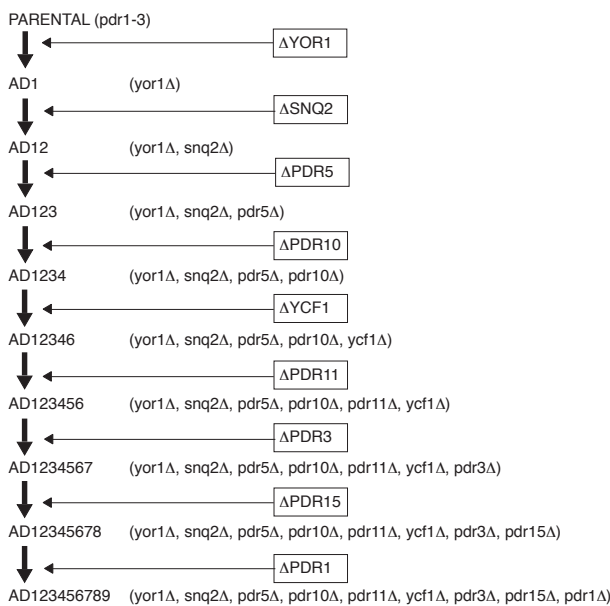 PARENTAL (pdr1-3)
ΔYOR1
AD1 (yor1Δ)
ΔSNQ2
AD12 (yor1Δ, snq2Δ)
ΔPDR5
AD123 (yor1Δ, snq2Δ, pdr5Δ)
ΔPDR10
AD1234 (yor1Δ, snq2Δ, pdr5Δ, pdr10Δ)
ΔYCF1
AD12346 (yor1Δ, snq2Δ, pdr5Δ, pdr10Δ, ycf1Δ)
ΔPDR11
AD123456 (yor1Δ, snq2Δ, pdr5Δ, pdr10Δ, pdr11Δ, ycf1Δ)
ΔPDR3
AD1234567 (yor1Δ, snq2Δ, pdr5Δ, pdr10Δ, pdr11Δ, ycf1Δ, pdr3Δ)
ΔPDR15
AD12345678 (yor1Δ, snq2Δ, pdr5Δ, pdr10Δ, pdr11Δ, ycf1Δ, pdr3Δ, pdr15Δ)
ΔPDR1
AD123456789 (yor1Δ, snq2Δ, pdr5Δ, pdr10Δ, pdr11Δ, ycf1Δ, pdr3Δ, pdr15Δ, pdr1Δ)